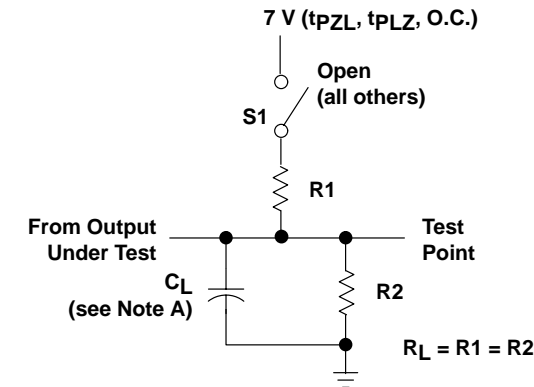 7 V (tPZL, tPLZ, O.C.)
Open
(all others)
S1
R1
From Output
Under Test
Test
Point
CL
(see Note A)
R2
RL = R1 = R2